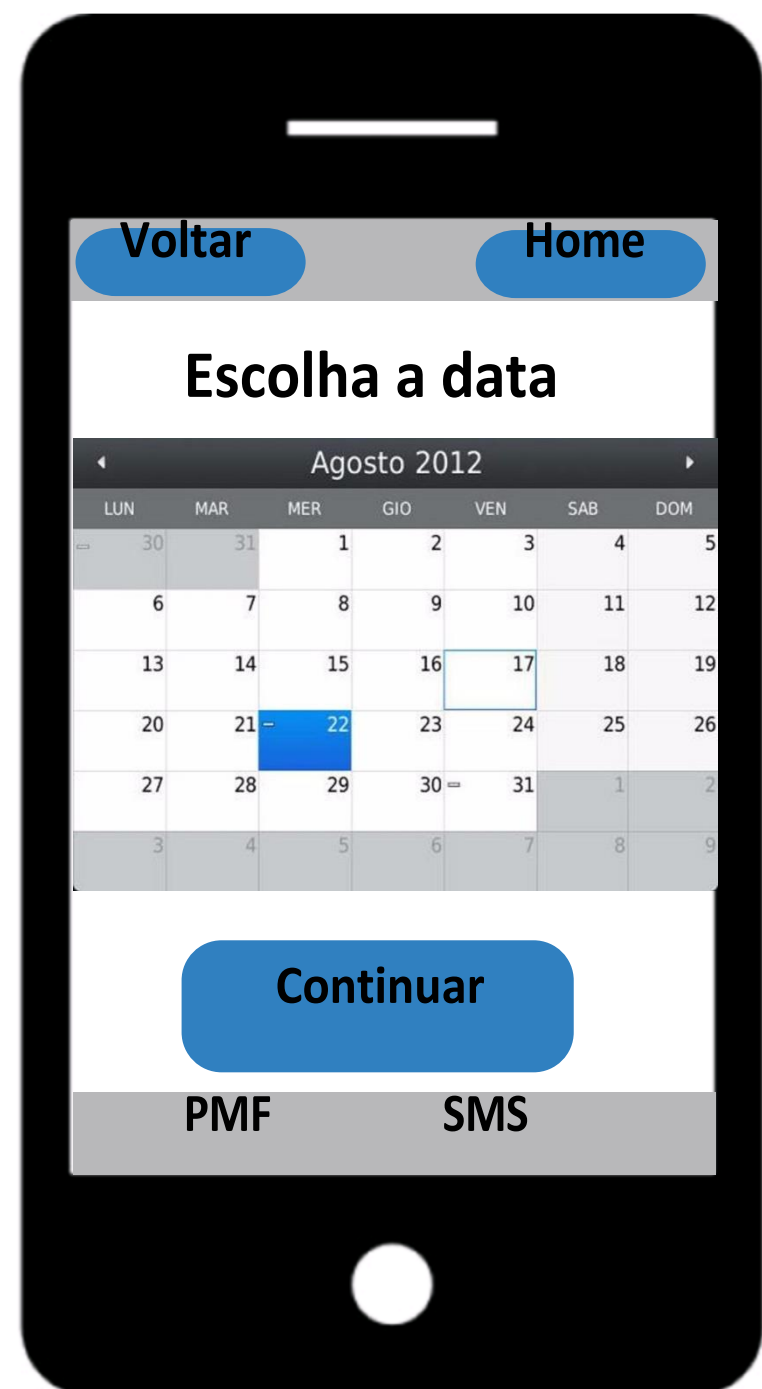 Voltar Home
Escolha a data
Agosto 2012
LUN MAR MER GIO VEN SAB DOM
30 31 1 2 3 4 5
6 7 8 9 10 11 12
13 14 15 16 17 18 19
20 21 22 23 24 25 26
27 28 29 30 31 1 2
3 4 5 6 7 8 9
Continuar
PMF SMS